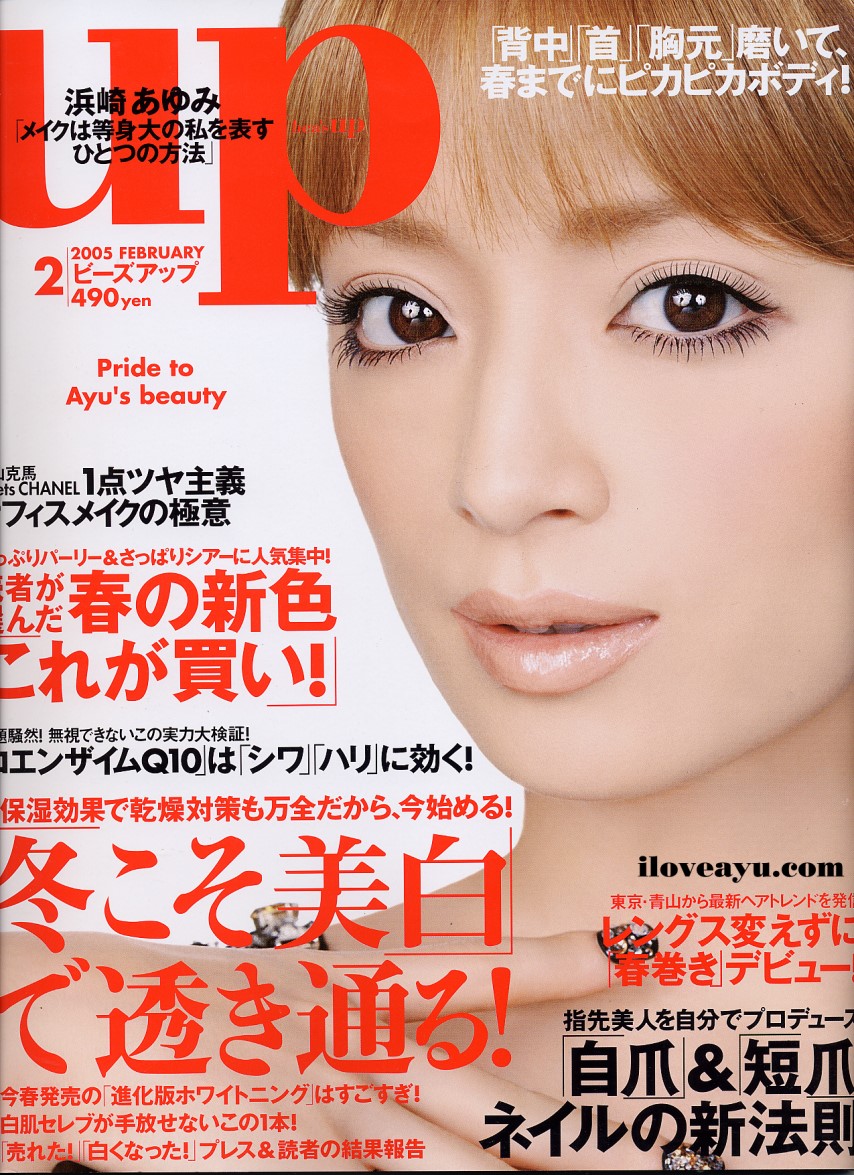 up
be's up
「背中」「首」「胸元」磨いて、
春までにピカピカボディ!
浜崎あゆみ
「メイクは等身大の私を表す
ひとつの方法」
2
2005 FEBRUARY
ビーズアップ
490yen
Pride to
Ayu's beauty
山克馬
ets CHANEL 1点ツヤ主義
フィスメイクの極意
っぷりパーリー&さっぱりシアーに人気集中!
者が
んだ 春の新色
これが買い!」
騒然! 無視できないこの実力大検証!
コエンザイムQ10」は「シワ」「ハリ」に効く!
保湿効果で乾燥対策も万全だから、今始める!
冬こそ美白」
で透き通る!
今春発売の「進化版ホワイトニング」はすごすぎ!
白肌セレブが手放せないこの1本!
「売れた!」「白くなった!」プレス&読者の結果報告
iloveayu.com
東京・青山から最新ヘアトレンドを発信
レングス変えずに
「春巻き」デビュー!
指先美人を自分でプロデュース
「自爪」&「短爪
ネイルの新法則